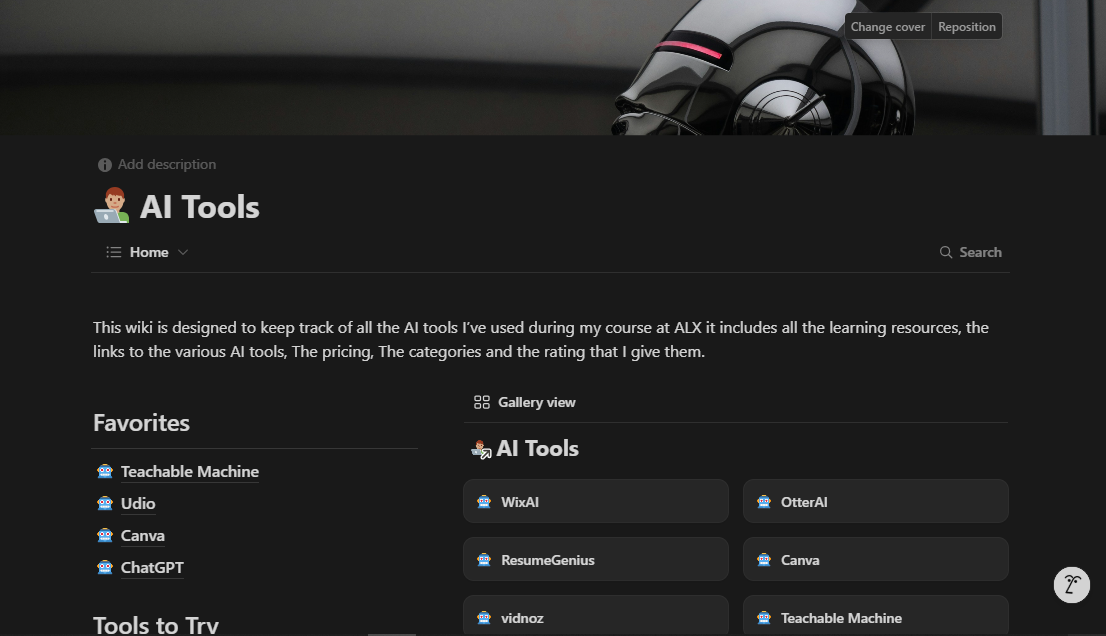 Change cover Reposition
Add description
AI Tools
Home Search
This wiki is designed to keep track of all the AI tools I've used during my course at ALX it includes all the learning resources, the
links to the various AI tools, The pricing, The categories and the rating that I give them.
Favorites
Teachable Machine
Udio
Canva
ChatGPT
Tools to Try
Gallery view
AI Tools
WixAI OtterAI
ResumeGenius Canva
vidnoz Teachable Machine